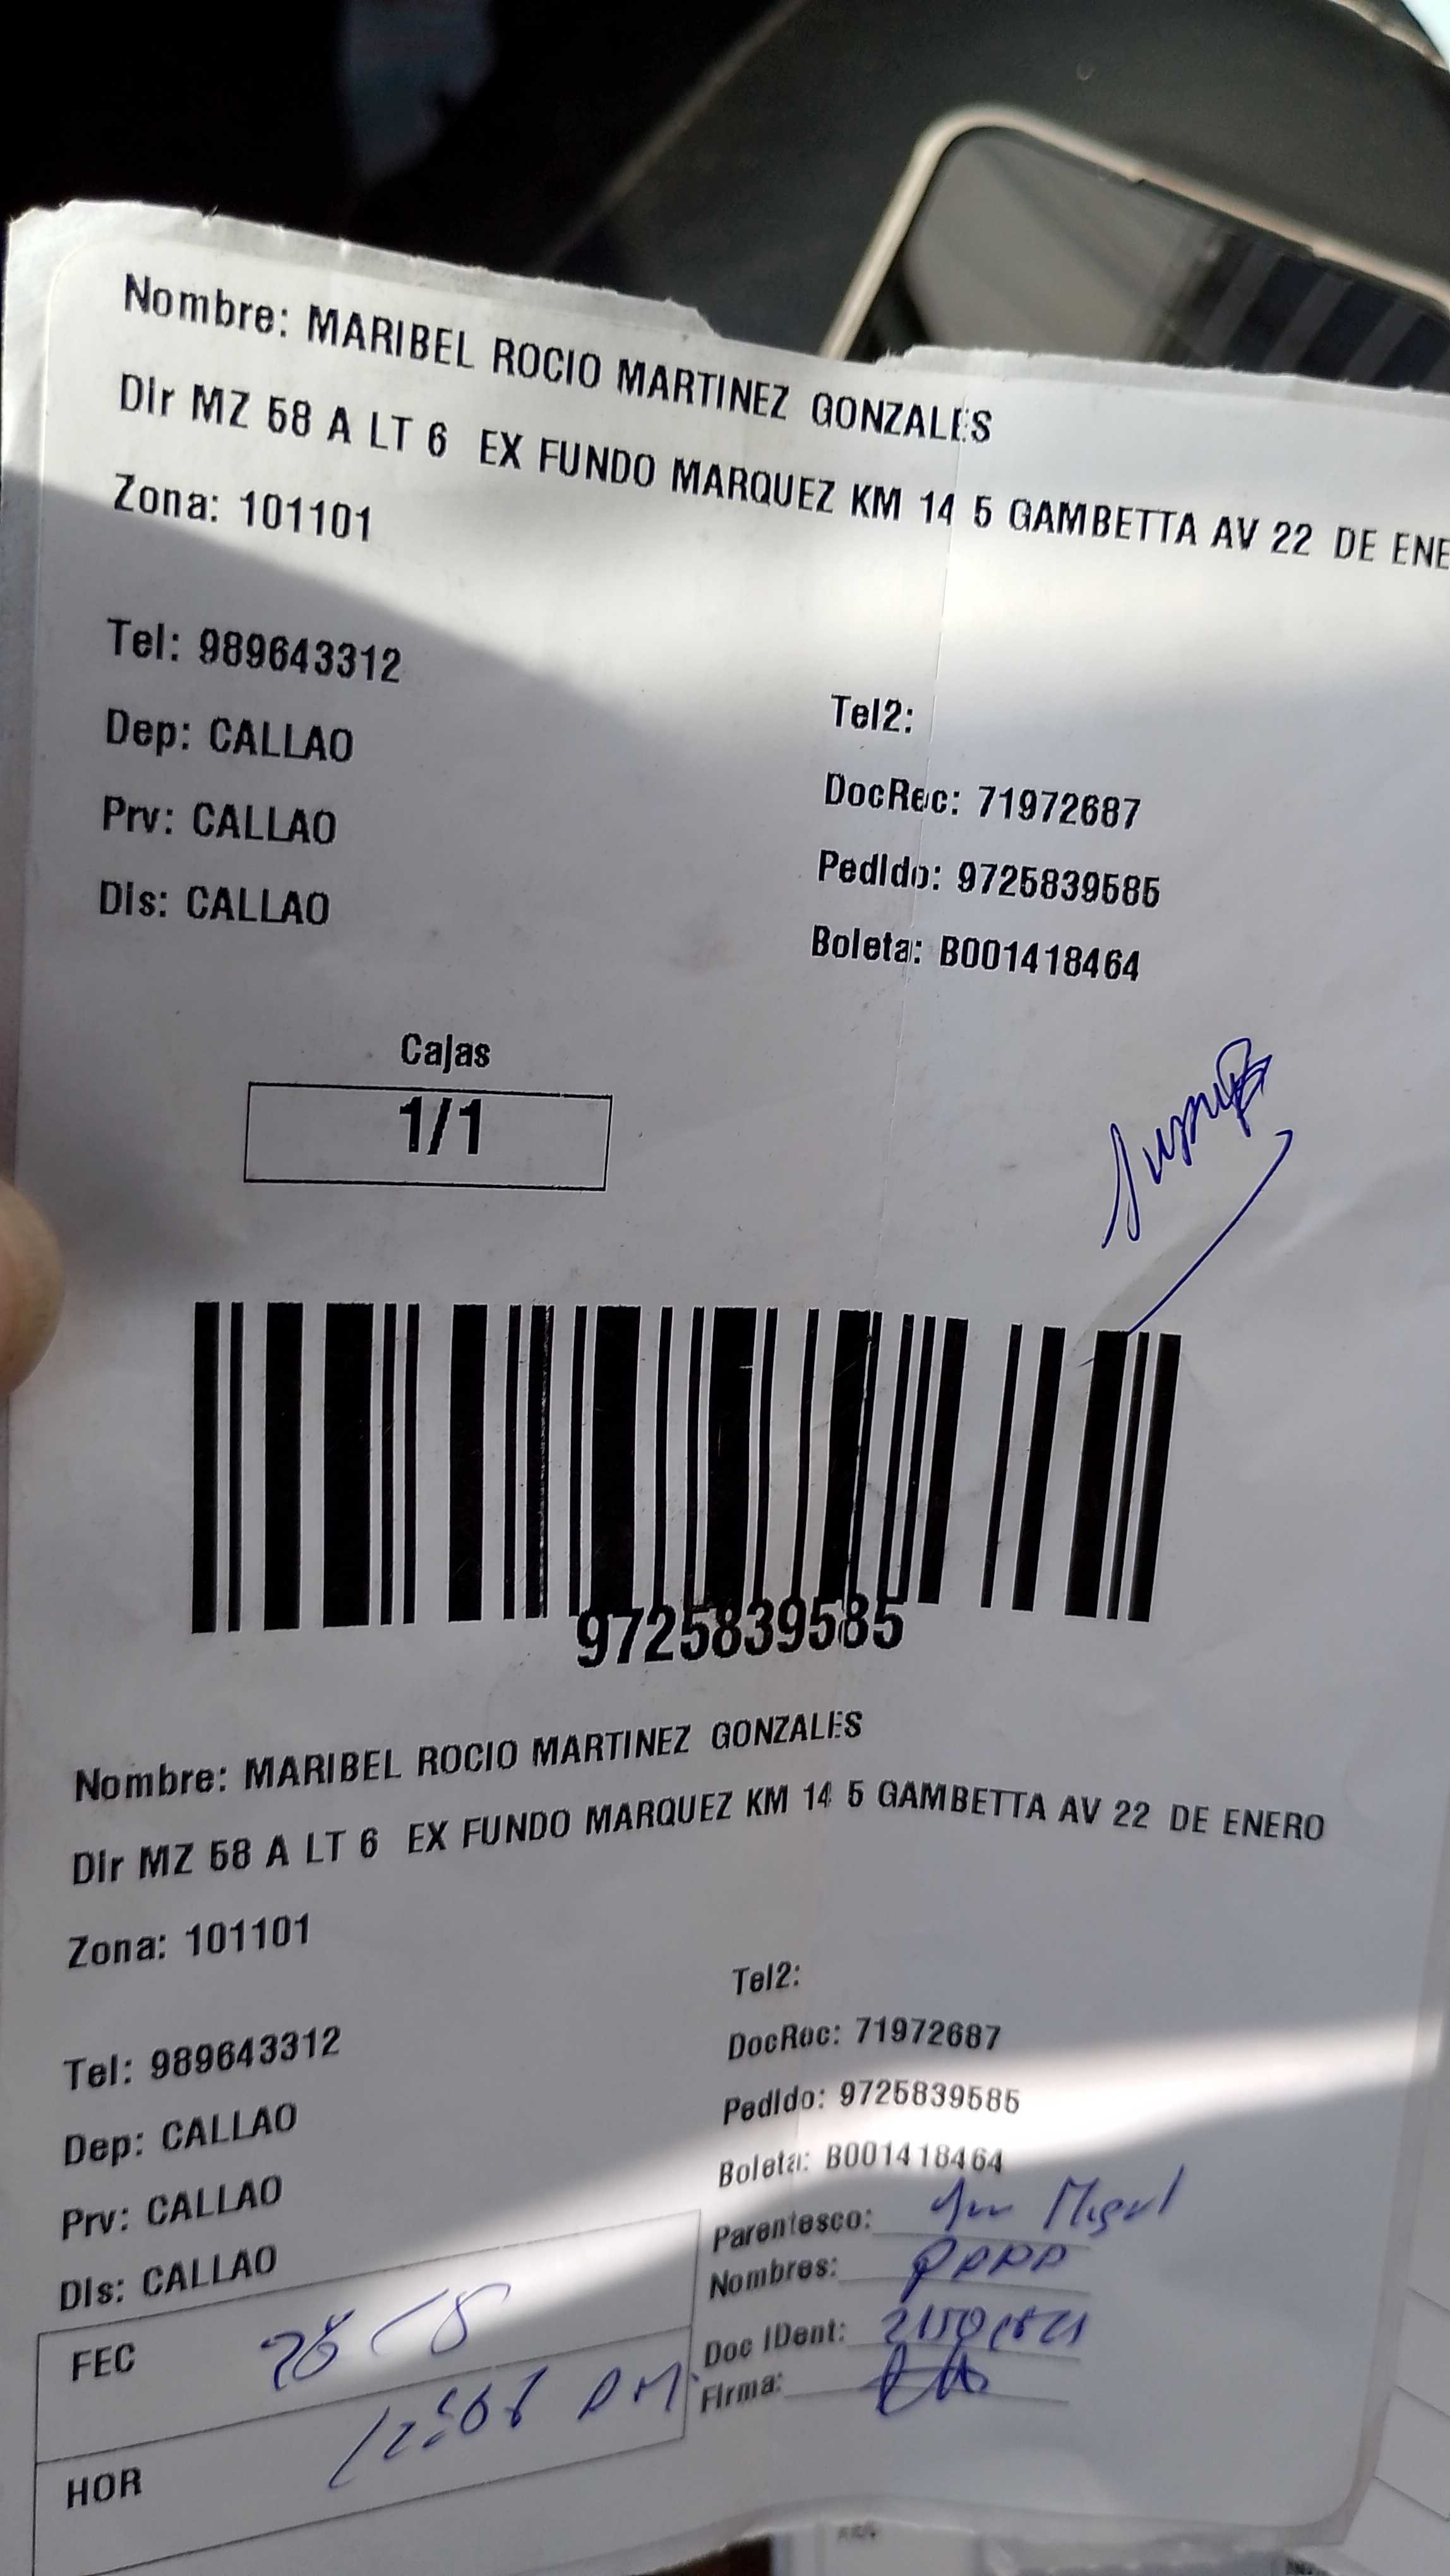 Nombre: MARIBEL ROCIO MARTINEZ GONZALES
Dir MZ 58 A LT 6 EX FUNDO MARQUEZ KM 14 5 GAMBETTA AV 22 DE ENE
Zona: 101101
Tel: 989643312
Tel2:
Dep: CALLAO
DocRec: 71972687
Prv: CALLAO
Pedido: 9725839585
Dis: CALLAO
Boleta: B001418464
Cajas
1/1
9725839585
Nombre: MARIBEL ROCIO MARTINEZ GONZALES
Dir MZ 58 A LT 6 EX FUNDO MARQUEZ KM 14 5 GAMBETTA AV 22 DE ENERO
Zona: 101101
Tel2:
Tel: 989643312
DocRec: 71972687
Dep: CALLAO
Pedido: 9725839585
Prv: CALLAO
Boleta: B001418464
Dis: CALLAO
Parentesco: Miguel
Nombres:
Doc IDent:
Firma:
FEC
HOR